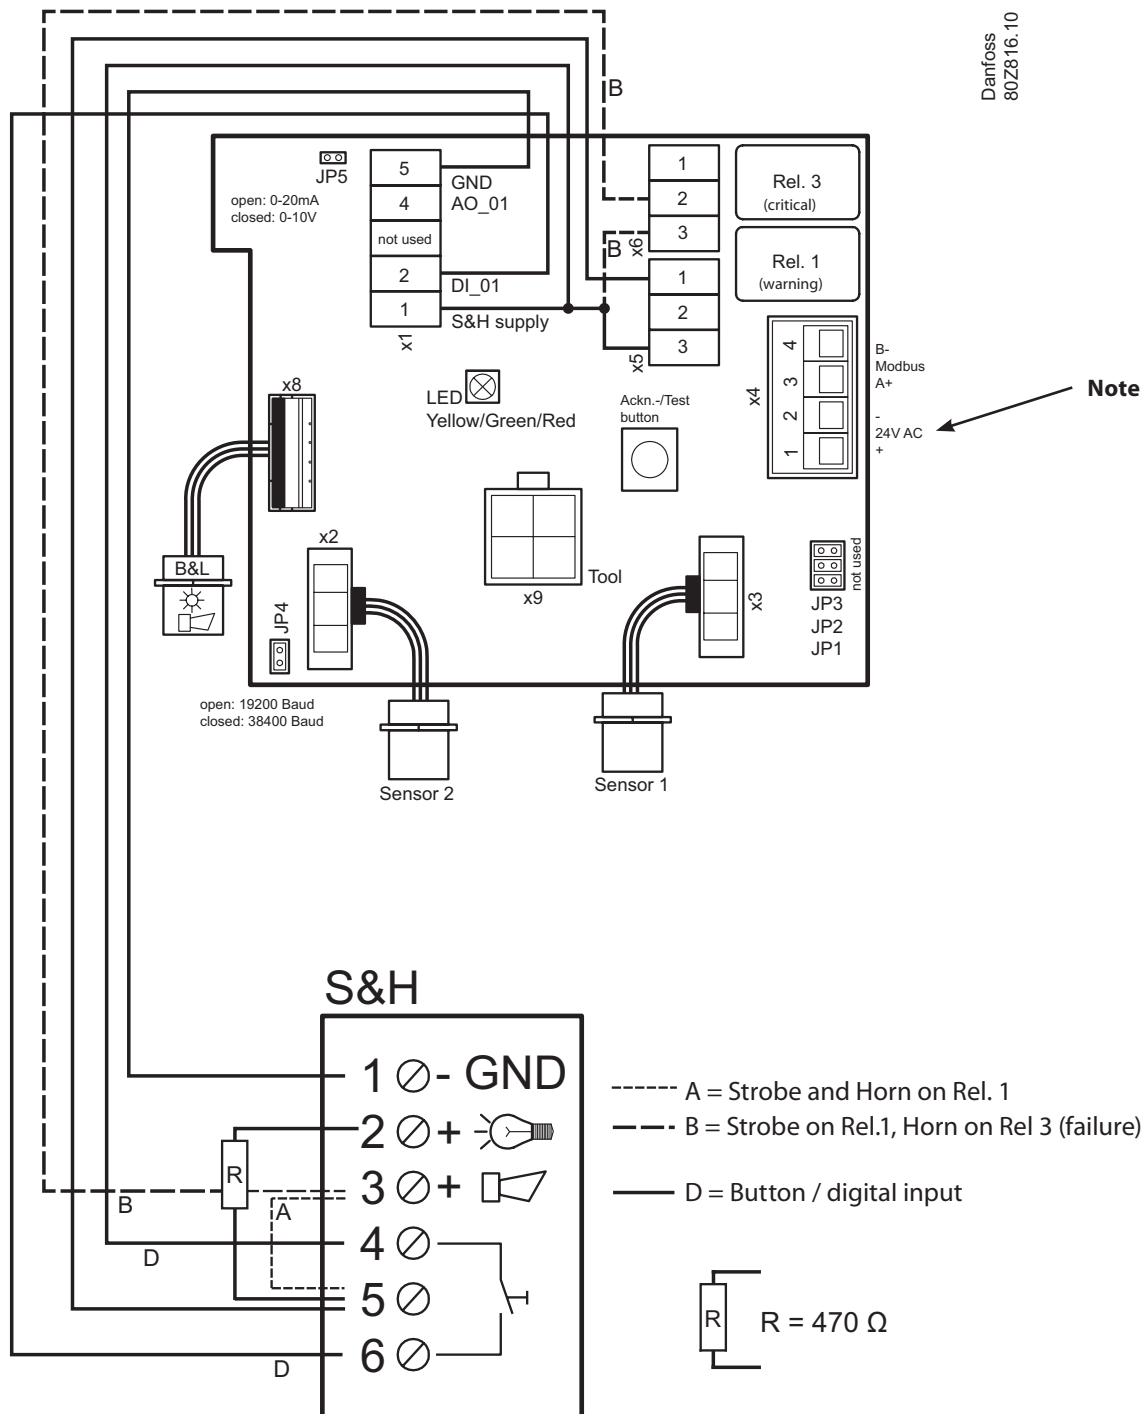 Danfoss
80Z816.10
B
JP5
open: 0-20mA
closed: 0-10V
5
4
not used
2
1
x1
GND
AO_01
DI_01
S&H supply
B
1
2
3
x6
1
2
3
x5
Rel. 3
(critical)
Rel. 1
(warning)
x4
4
3
2
1
B-
Modbus
A+
-
24V AC
+
Note
x8
LED
Yellow/Green/Red
Ackn.-/Test
button
B&L
x2
JP4
x9
Tool
x3
not used
JP3
JP2
JP1
open: 19200 Baud
closed: 38400 Baud
Sensor 2
Sensor 1
S&H
1 - GND
2 +
3 +
4
5
6
R
B
A
D
D
A = Strobe and Horn on Rel. 1
B = Strobe on Rel.1, Horn on Rel 3 (failure)
D = Button / digital input
R
R = 470 Ω